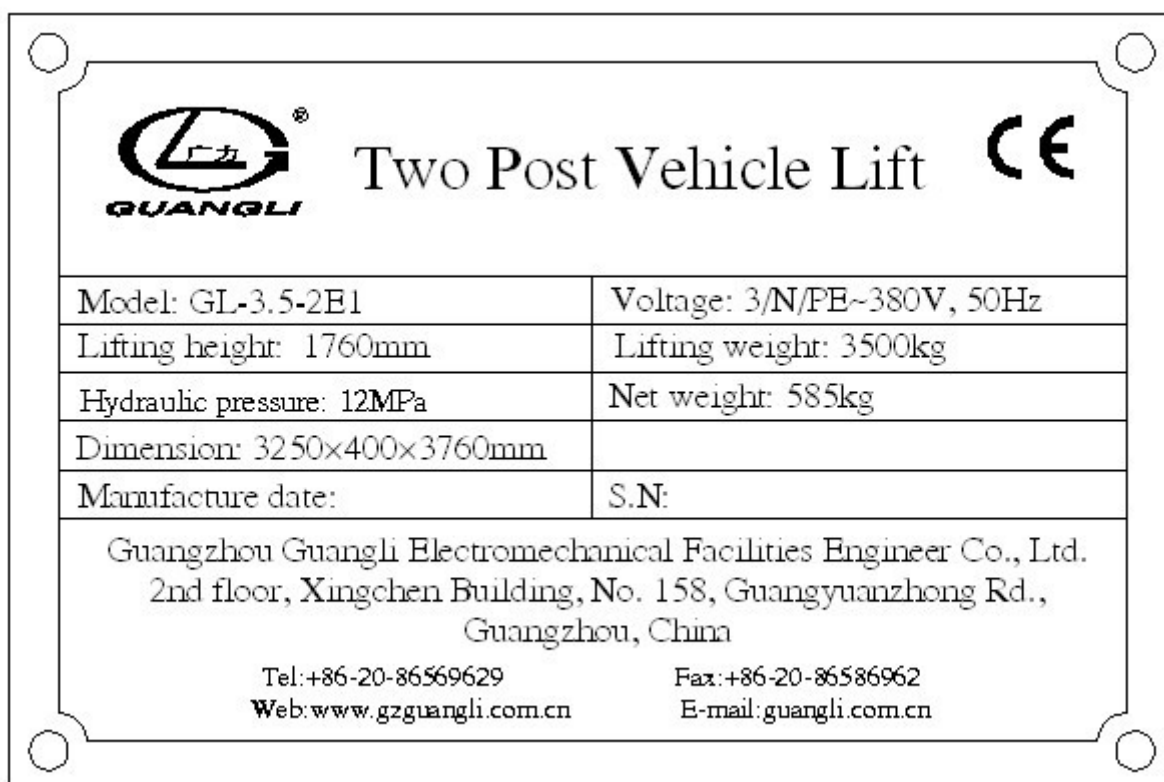 广力
®
GUANGLI
Two Post Vehicle Lift
CE
Model: GL-3.5-2E1
Voltage: 3/N/PE~380V, 50Hz
Lifting height: 1760mm
Lifting weight: 3500kg
Hydraulic pressure: 12MPa
Net weight: 585kg
Dimension: 3250×400×3760mm
Manufacture date:
S.N:
Guangzhou Guangli Electromechanical Facilities Engineer Co., Ltd.
2nd floor, Xingchen Building, No. 158, Guangyuanzhong Rd.,
Guangzhou, China
Tel:+86-20-86569629
Fax:+86-20-86586962
Web:www.gzguangli.com.cn
E-mail:guangli.com.cn